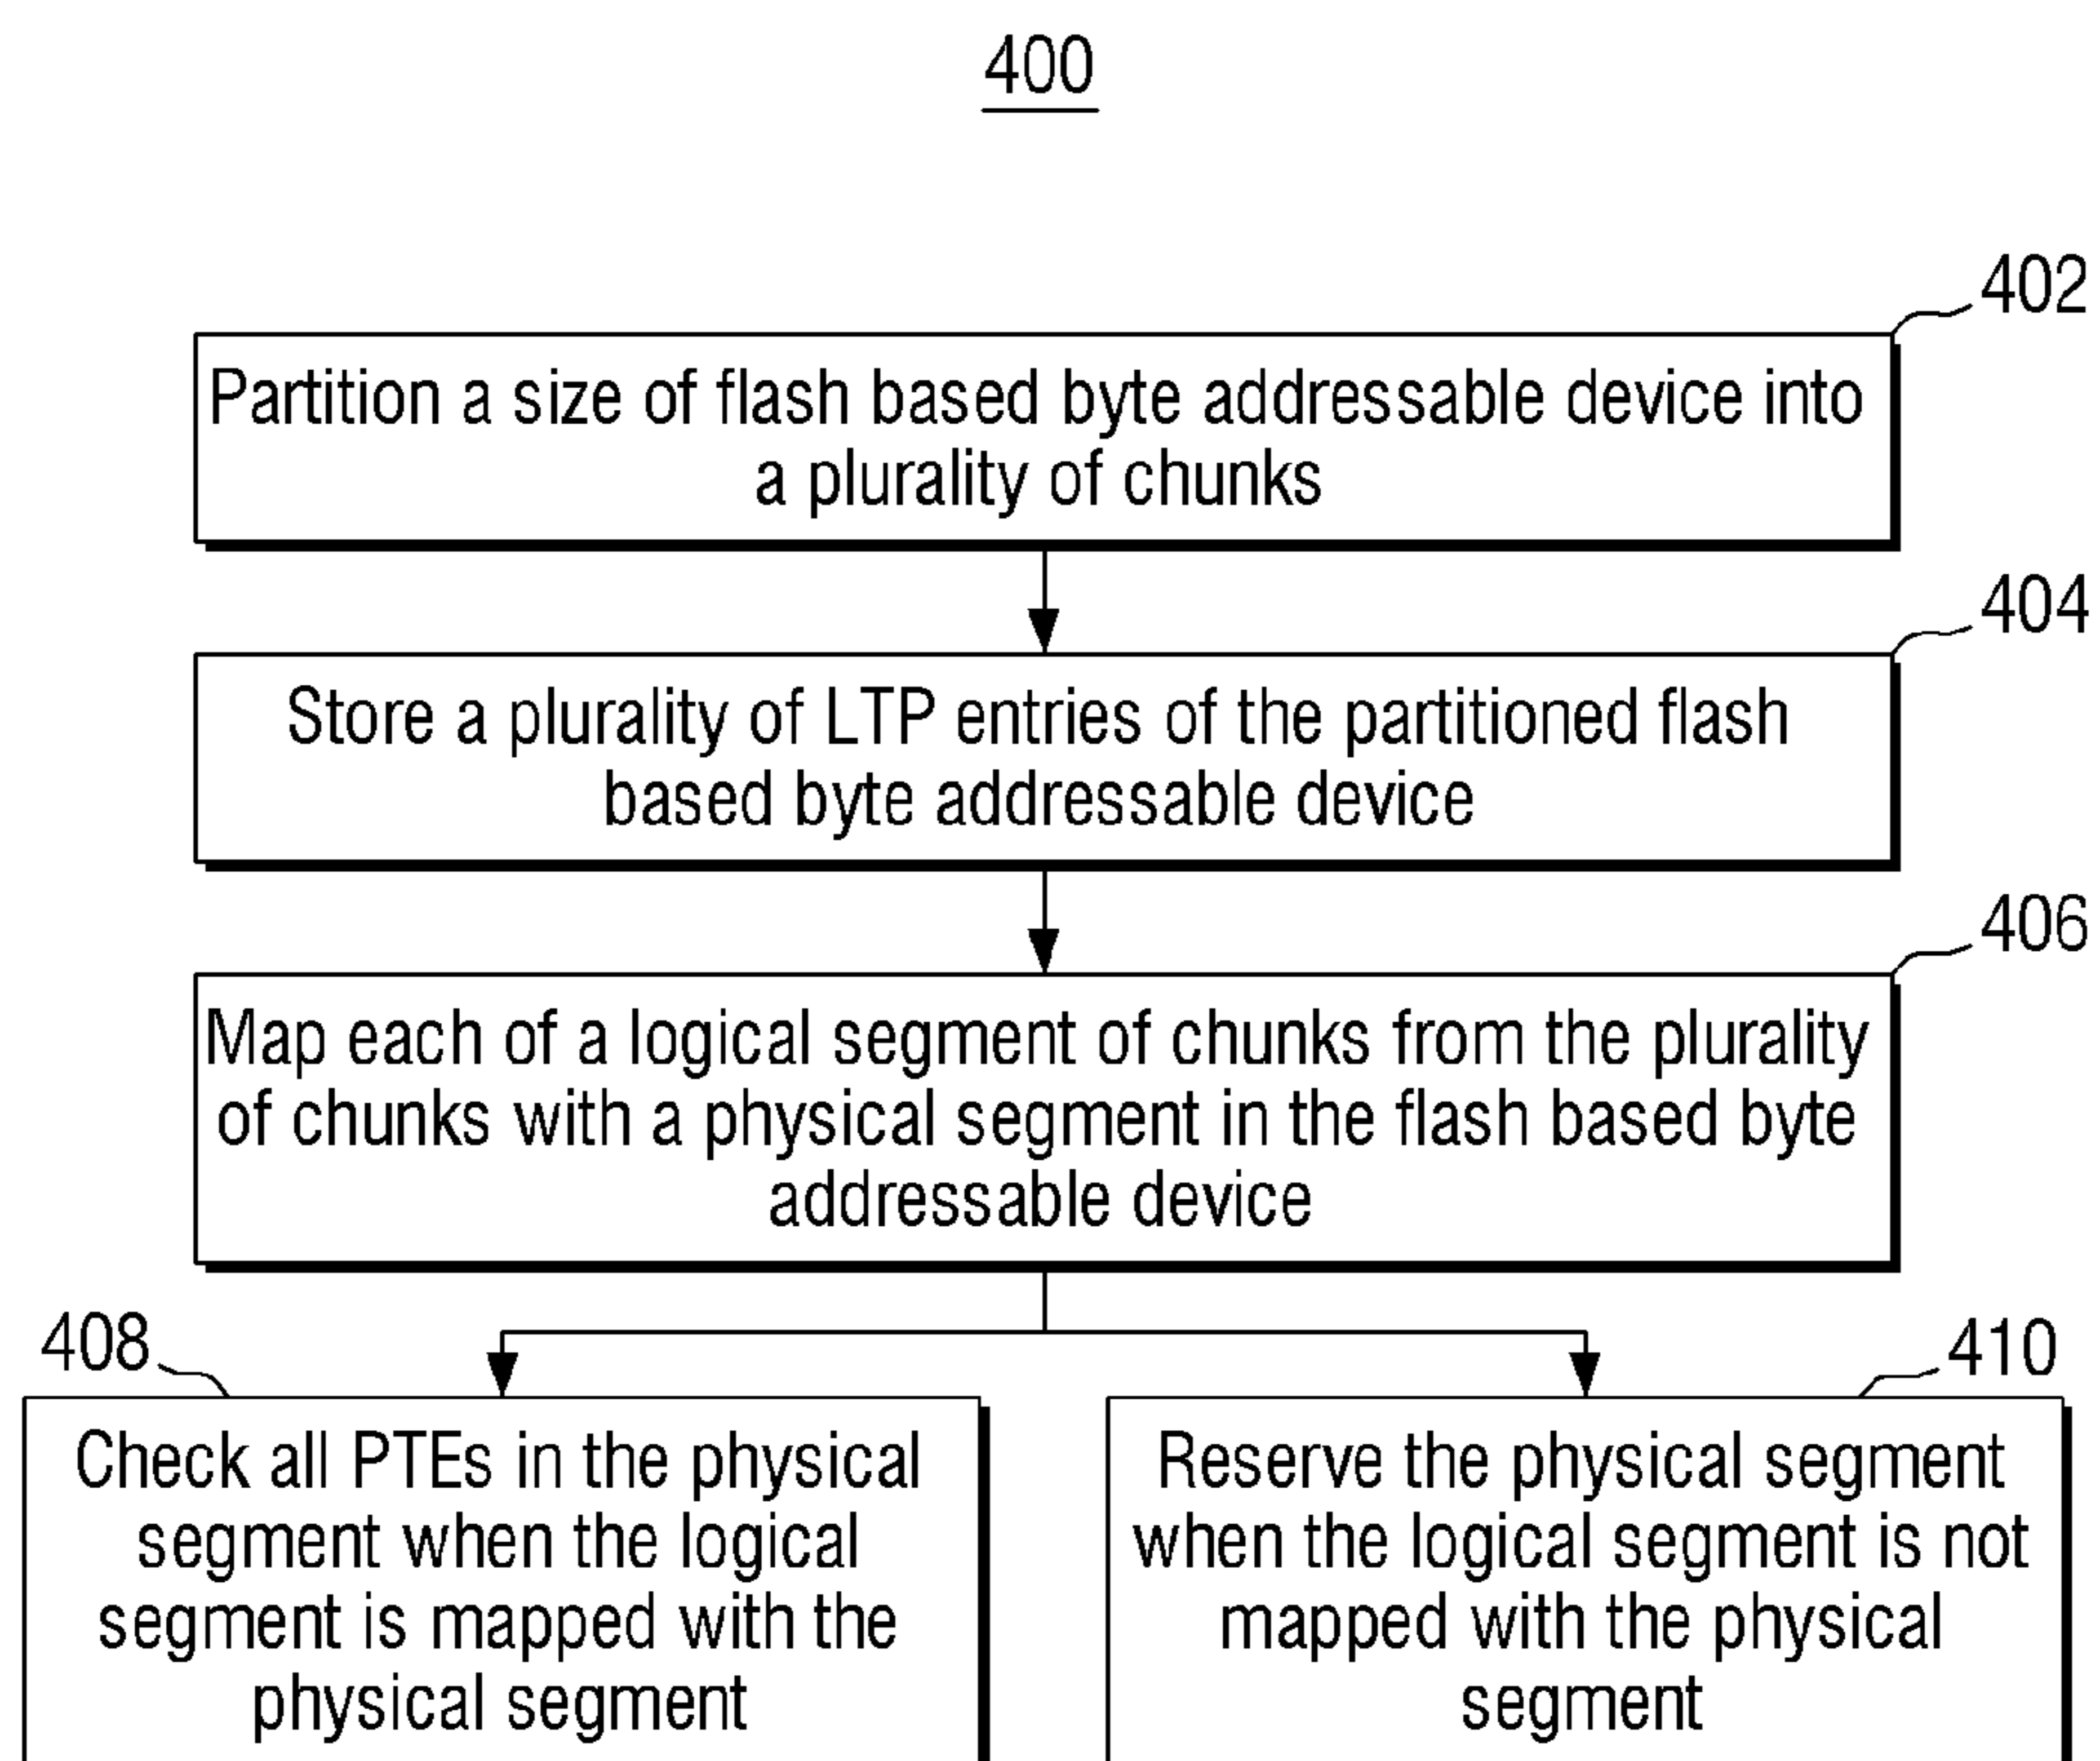 400
402
Partition a size of flash based byte addressable device into
a plurality of chunks
404
Store a plurality of LTP entries of the partitioned flash
based byte addressable device
406
Map each of a logical segment of chunks from the plurality
of chunks with a physical segment in the flash based byte
addressable device
408
Check all PTEs in the physical
segment when the logical
segment is mapped with the
physical segment
410
Reserve the physical segment
when the logical segment is not
mapped with the physical
segment